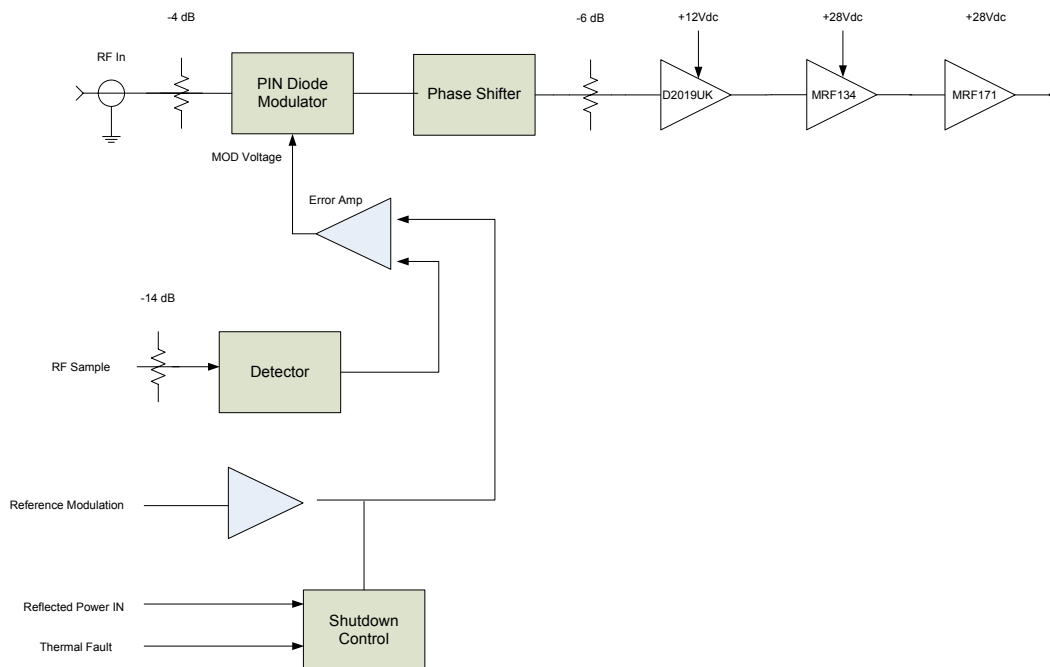 -4 dB
-6 dB
+12Vdc
+28Vdc
+28Vdc
RF In
PIN Diode
Modulator
Phase Shifter
D2019UK
MRF134
MRF171
MOD Voltage
Error Amp
-14 dB
RF Sample
Detector
Reference Modulation
Reflected Power IN
Thermal Fault
Shutdown
Control